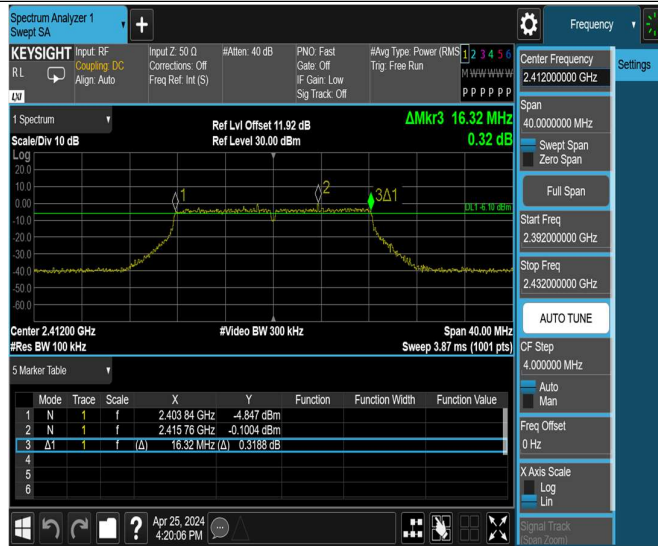 Spectrum Analyzer 1
Swept SA
+
Frequency
KEYSIGHT
RL
LXI
Input: RF
Coupling: DC
Align: Auto
Input Z: 50 Ω
Corrections: Off
Freq Ref: Int (S)
#Atten: 40 dB
PNO: Fast
Gate: Off
IF Gain: Low
Sig Track: Off
#Avg Type: Power (RMS
Trig: Free Run
1 2 3 4 5 6
M W W W W W
P P P P P P
1 Spectrum
Scale/Div 10 dB
Ref Lvl Offset 11.92 dB
Ref Level 30.00 dBm
ΔMkr3 16.32 MHz
0.32 dB
Log
20.0
10.0
0.00
-10.0
-20.0
-30.0
-40.0
-50.0
-60.0
1
2
3Δ1
DL1 -6.10 dBm
Center 2.41200 GHz
#Res BW 100 kHz
#Video BW 300 kHz
Span 40.00 MHz
Sweep 3.87 ms (1001 pts)
5 Marker Table
Mode Trace Scale X Y Function Function Width Function Value
1 N 1 f 2.403 84 GHz -4.847 dBm
2 N 1 f 2.415 76 GHz -0.1004 dBm
3 Δ1 1 f (Δ) 16.32 MHz (Δ) 0.3188 dB
4
5
6
?
Apr 25, 2024
4:20:06 PM
Center Frequency
2.412000000 GHz
Span
40.0000000 MHz
Swept Span
Zero Span
Full Span
Start Freq
2.392000000 GHz
Stop Freq
2.432000000 GHz
AUTO TUNE
CF Step
4.000000 MHz
Auto
Man
Freq Offset
0 Hz
X Axis Scale
Log
Lin
Signal Track
(Span Zoom)
Settings